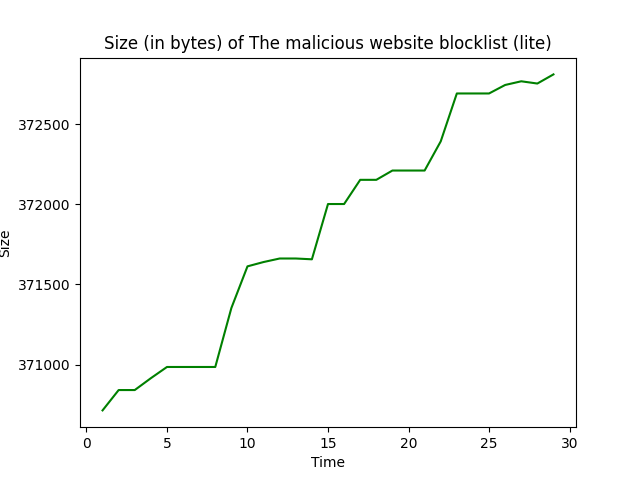 Size (in bytes) of The malicious website blocklist (lite)
372500
372000
371500
371000
Size
0 5 10 15 20 25 30
Time